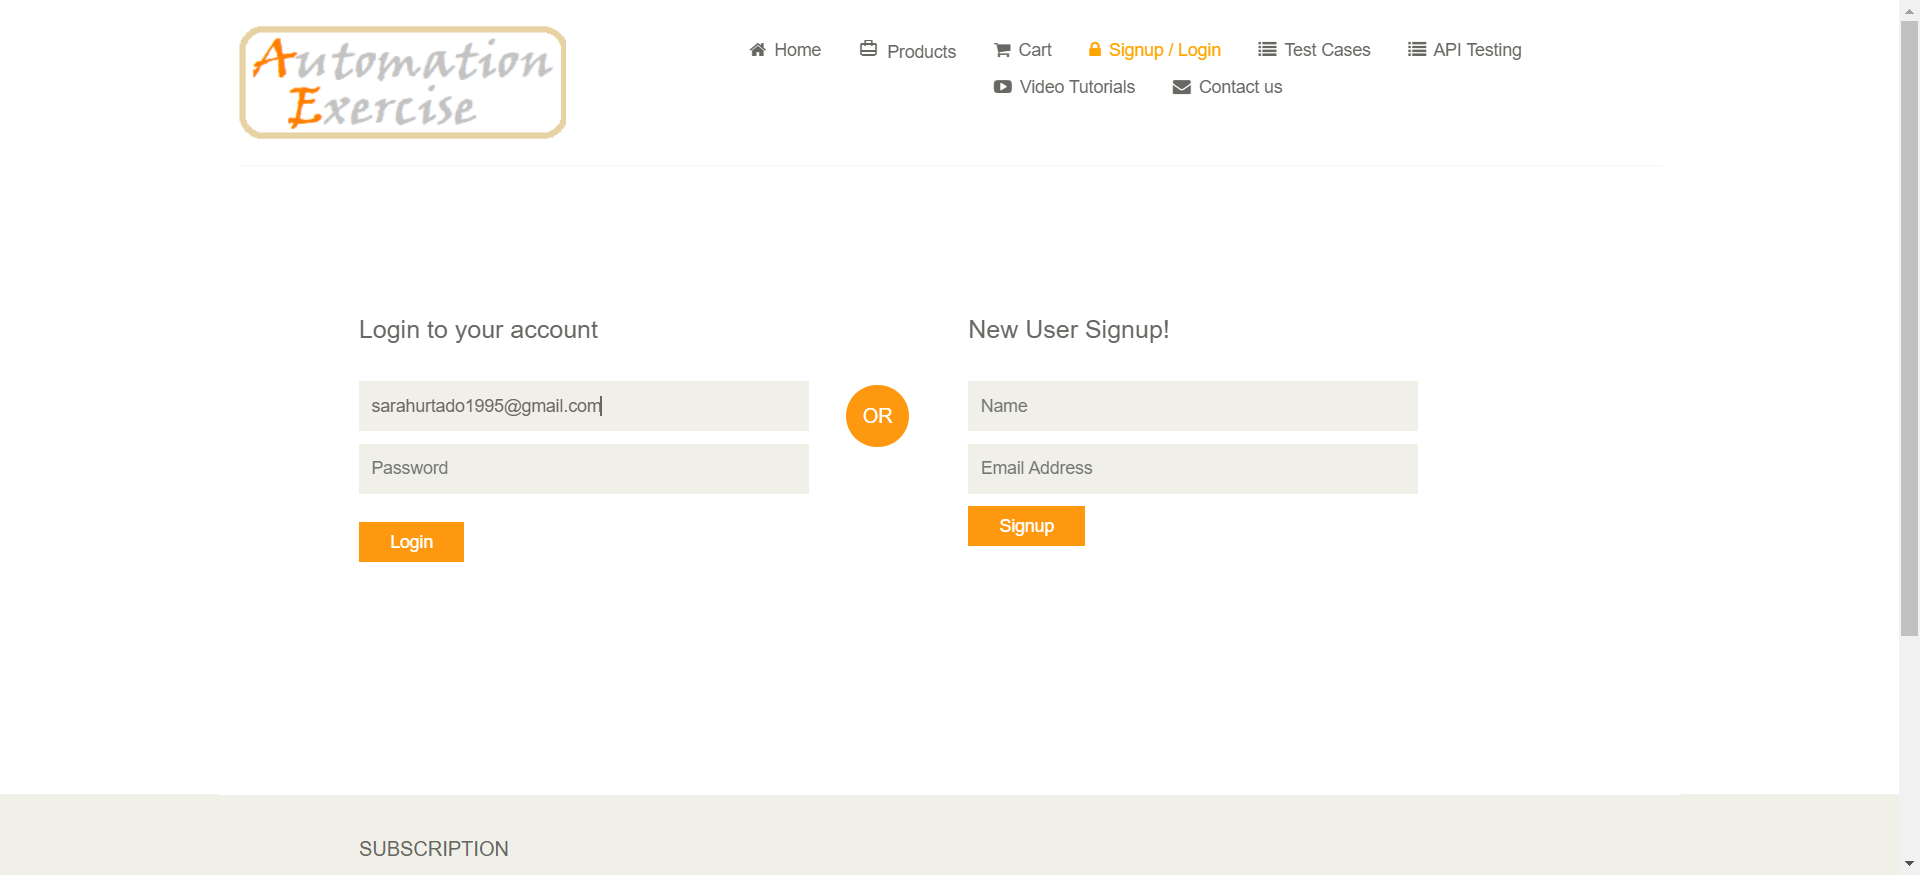 Automation
Exercise
Home
Products
Cart
Signup / Login
Test Cases
API Testing
Video Tutorials
Contact us
Login to your account
sarahurtado1995@gmail.com
Password
Login
OR
New User Signup!
Name
Email Address
Signup
SUBSCRIPTION